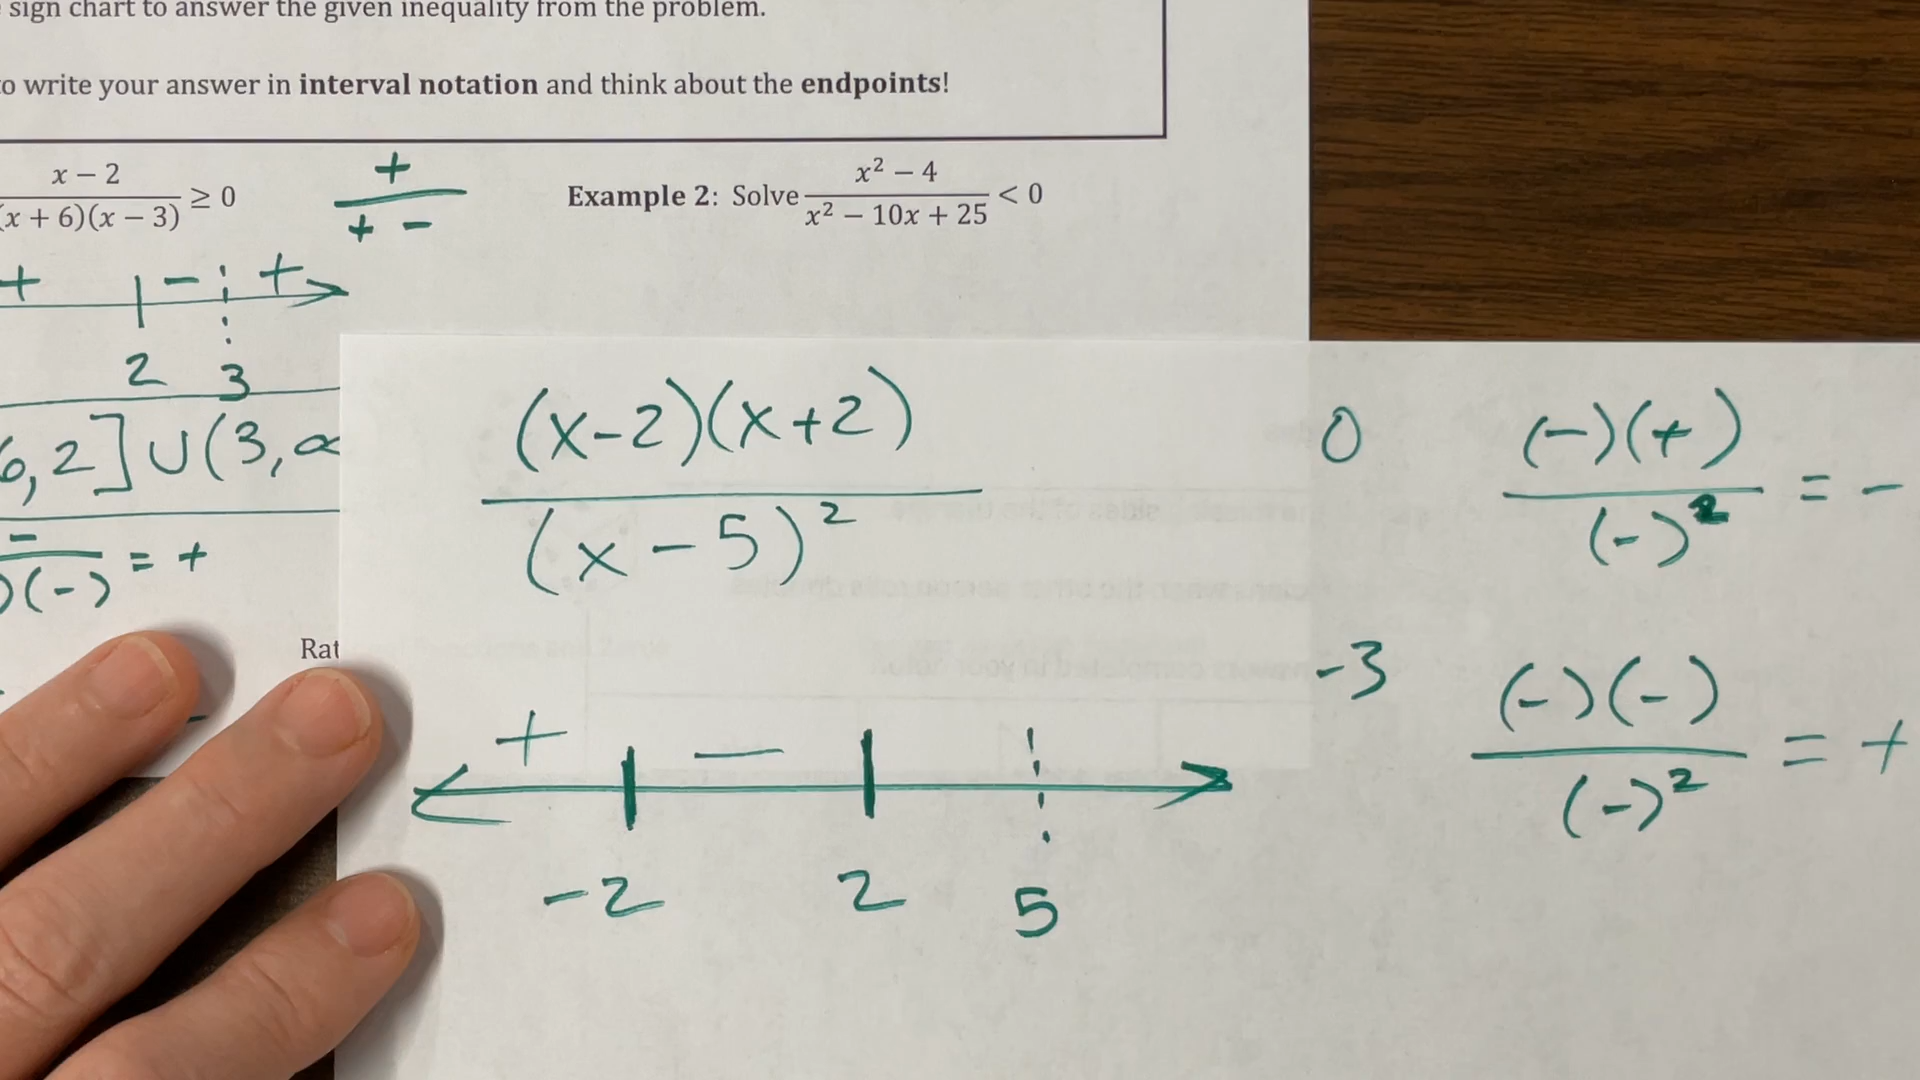 sign chart to answer the given inequality from the problem.
o write your answer in interval notation and think about the endpoints!
x − 2
(x + 6)(x − 3) ≥ 0
+
+ −
Example 2: Solve x² − 4 / x² − 10x + 25 < 0
+ − +
2 3
6, 2] ∪ (3, ∞
−
)(-) = +
Rat
(x-2)(x+2)
(x - 5)²
0 (-)(+) / (-)² = -
-3 (-)(-) / (-)² = +
+ −
-2 2 5